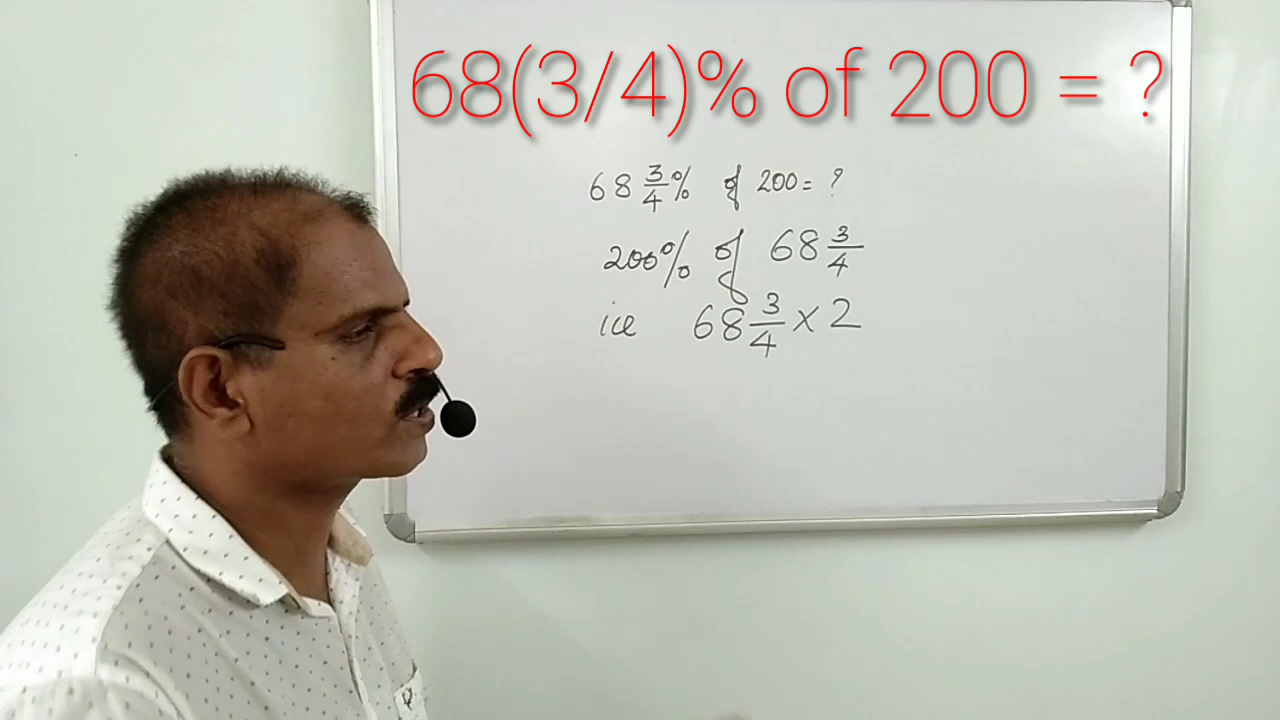 68(3/4)% of 200 = ?
68 3/4 % of 200 = ?
200% of 68 3/4
ie 68 3/4 × 2